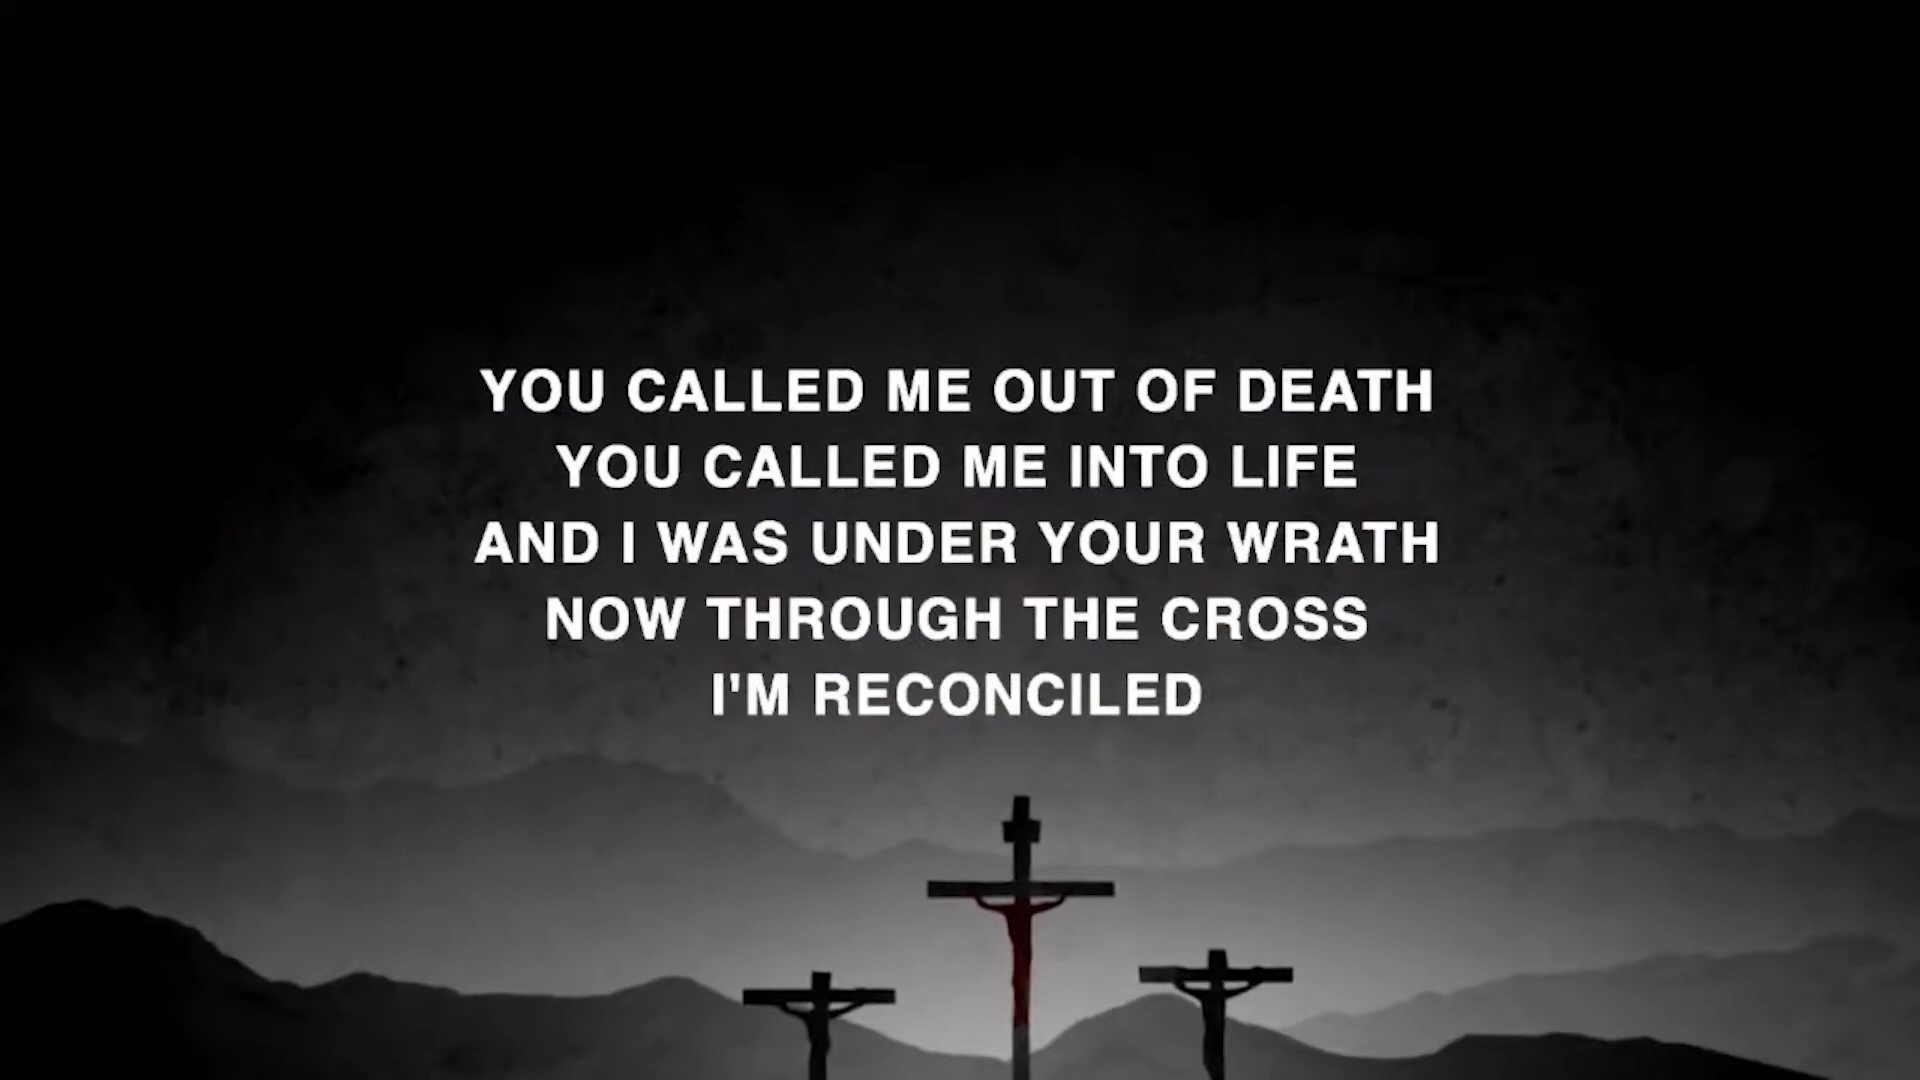 YOU CALLED ME OUT OF DEATH
YOU CALLED ME INTO LIFE
AND I WAS UNDER YOUR WRATH
NOW THROUGH THE CROSS
I'M RECONCILED